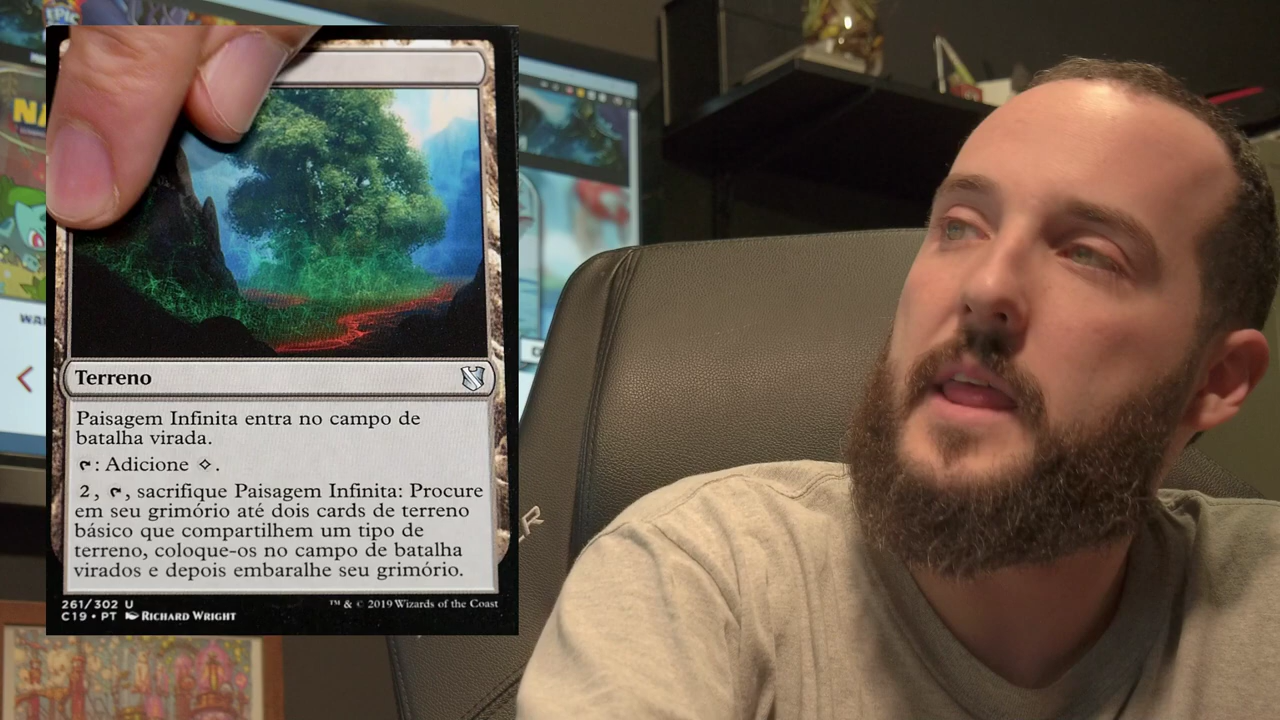 Terreno
Paisagem Infinita entra no campo de
batalha virada.
: Adicione .
2, , sacrifique Paisagem Infinita: Procure
em seu grimório até dois cards de terreno
básico que compartilhem um tipo de
terreno, coloque-os no campo de batalha
virados e depois embaralhe seu grimório.
261/302 U
C19 • PT RICHARD WRIGHT
™ & © 2019 Wizards of the Coast